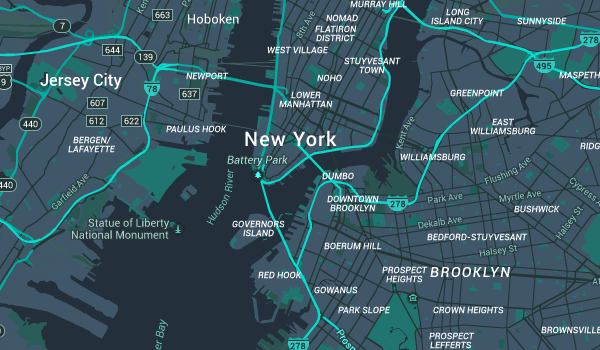 MURRAY HILL
663
Hoboken
8th Ave
NOMAD
FLATIRON
DISTRICT
LONG
ISLAND CITY
SUNNYSIDE
7
644
139
WEST VILLAGE
STUYVESANT
TOWN
278
495
BYP
9
Jersey City
78
NEWPORT
NOHO
MASPETH
637
LOWER
MANHATTAN
GREENPOINT
607
612
622
440
PAULUS HOOK
New York
Kent Ave
EAST
WILLIAMSBURG
BERGEN/
LAFAYETTE
Battery Park
WILLIAMSBURG
RIDG
440
Garfield Ave
Hudson River
DUMBO
Flushing Ave
Cypress A
DOWNTOWN
BROOKLYN
278
Park Ave
Myrtle Ave
BUSHWICK
Halsey St
Statue of Liberty
National Monument
GOVERNORS
ISLAND
Dekalb Ave
BEDFORD-STUYVESANT
BOERUM HILL
Halsey St
RED HOOK
PROSPECT
HEIGHTS
BROOKLYN
GOWANUS
PARK SLOPE
CROWN HEIGHTS
er Bay
278
Prosp
PROSPECT
LEFFERTS
BROWNSVILLE